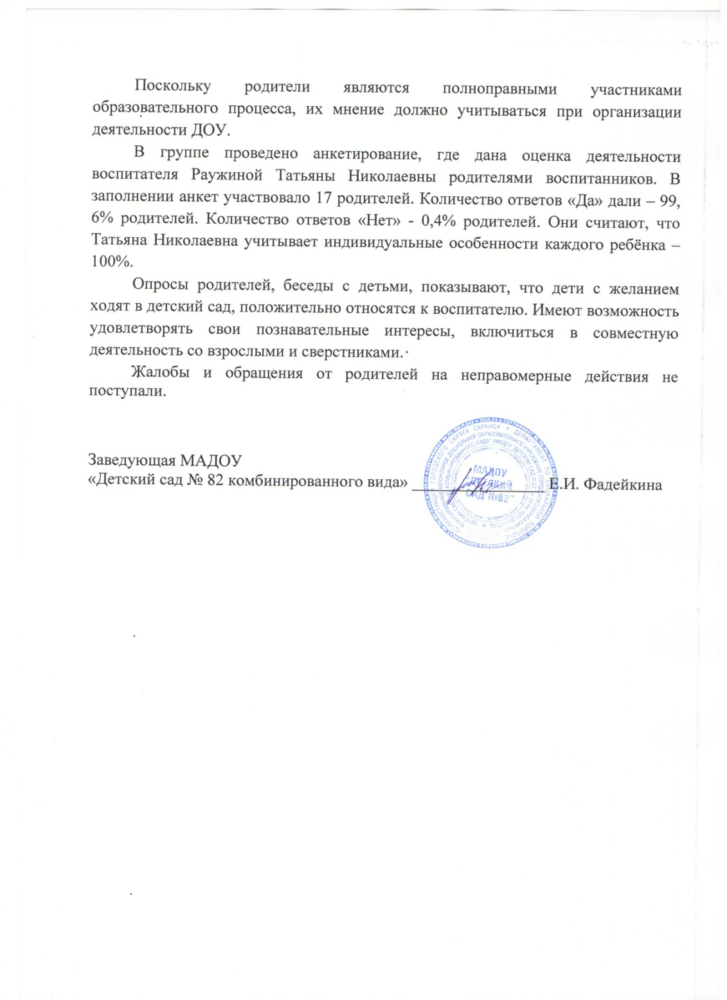 Поскольку родители являются полноправными участниками
образовательного процесса, их мнение должно учитываться при организации
деятельности ДОУ.
В группе проведено анкетирование, где дана оценка деятельности
воспитателя Раужиной Татьяны Николаевны родителями воспитанников. В
заполнении анкет участвовало 17 родителей. Количество ответов «Да» дали – 99,
6% родителей. Количество ответов «Нет» - 0,4% родителей. Они считают, что
Татьяна Николаевна учитывает индивидуальные особенности каждого ребёнка –
100%.
Опросы родителей, беседы с детьми, показывают, что дети с желанием
ходят в детский сад, положительно относятся к воспитателю. Имеют возможность
удовлетворять свои познавательные интересы, включиться в совместную
деятельность со взрослыми и сверстниками.
Жалобы и обращения от родителей на неправомерные действия не
поступали.
Заведующая МАДОУ
«Детский сад № 82 комбинированного вида» ________________ Е.И. Фадейкина
МАДОУ
"ДЕТСКИЙ
САД №82"